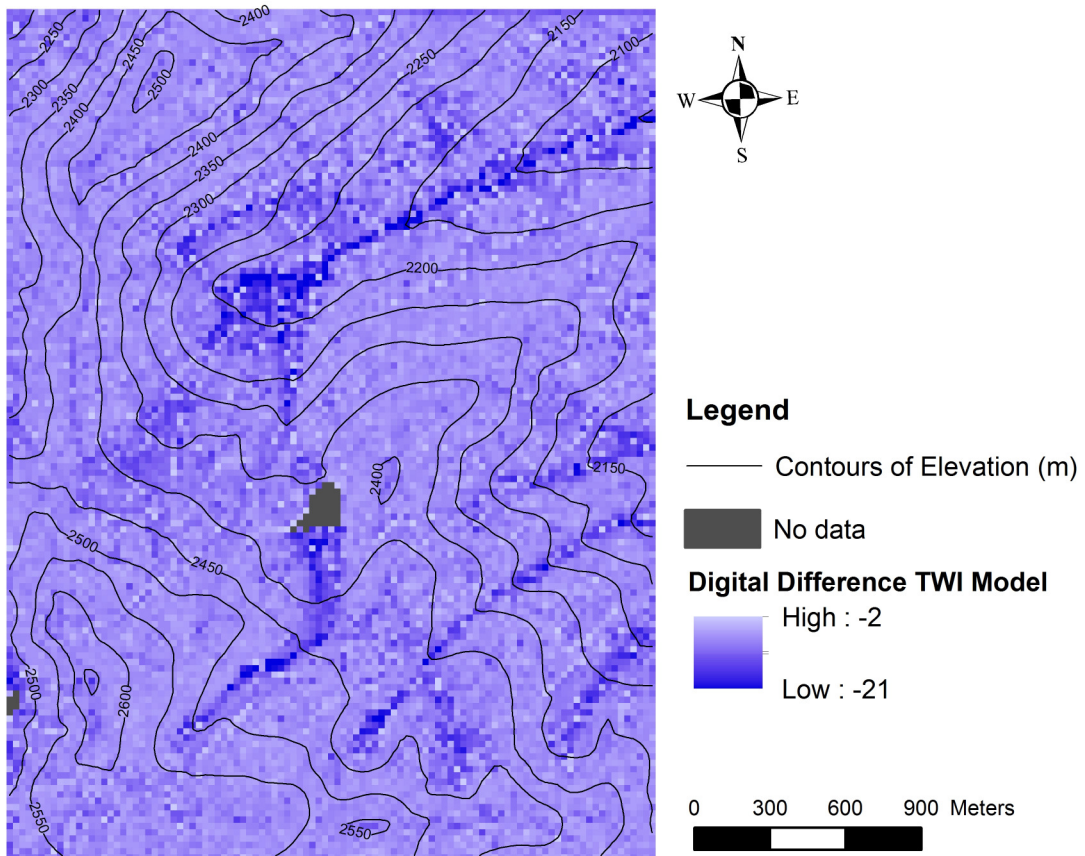 2400
2450
2250
2300
2350
2400
2500
2150
2100
2250
2400
2350
2300
2200
2400
2150
2500
2450
2500
2600
2550
2550
N
W E
S
Legend
Contours of Elevation (m)
No data
Digital Difference TWI Model
High : -2
Low : -21
0 300 600 900 Meters